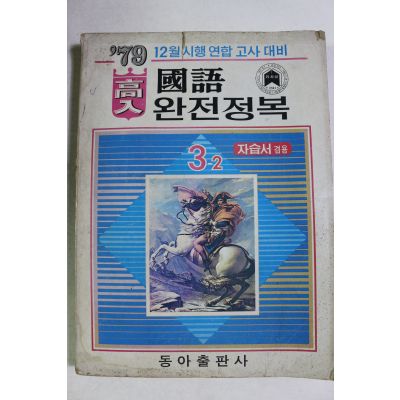 '79 12월 시행 연합 고사 대비
高入
國語
완전정복
3-2
자습서 겸용
동아출판사